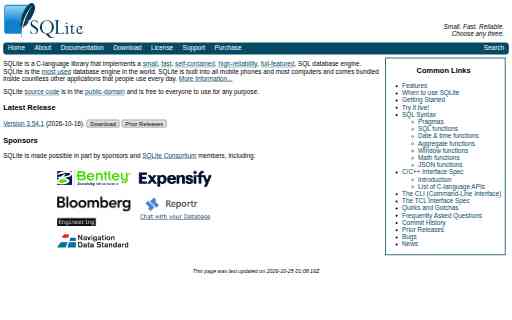 SQLite
Small. Fast. Reliable.
Choose any three.
Home About Documentation Download License Support Purchase Search
SQLite is a C-language library that implements a small, fast, self-contained, high-reliability, full-featured, SQL database engine.
SQLite is the most used database engine in the world. SQLite is built into all mobile phones and most computers and comes bundled
inside countless other applications that people use every day. More Information...
SQLite source code is in the public-domain and is free to everyone to use for any purpose.
Latest Release
Version 3.54.1 (2026-10-16). Download Prior Releases
Sponsors
SQLite is made possible in part by sponsors and SQLite Consortium members, including:
Bentley
Expensify
Bloomberg
Engineering
Reportr
Chat with your Database
Navigation
Data Standard
Common Links
Features
When to use SQLite
Getting Started
Try it live!
SQL Syntax
Pragmas
SQL functions
Date & time functions
Aggregate functions
Window functions
Math functions
JSON functions
C/C++ Interface Spec
Introduction
List of C-language APIs
The CLI (Command-Line Interface)
The TCL Interface Spec
Quirks and Gotchas
Frequently Asked Questions
Commit History
Prior Releases
Bugs
News
This page was last updated on 2026-10-25 01:08:16Z